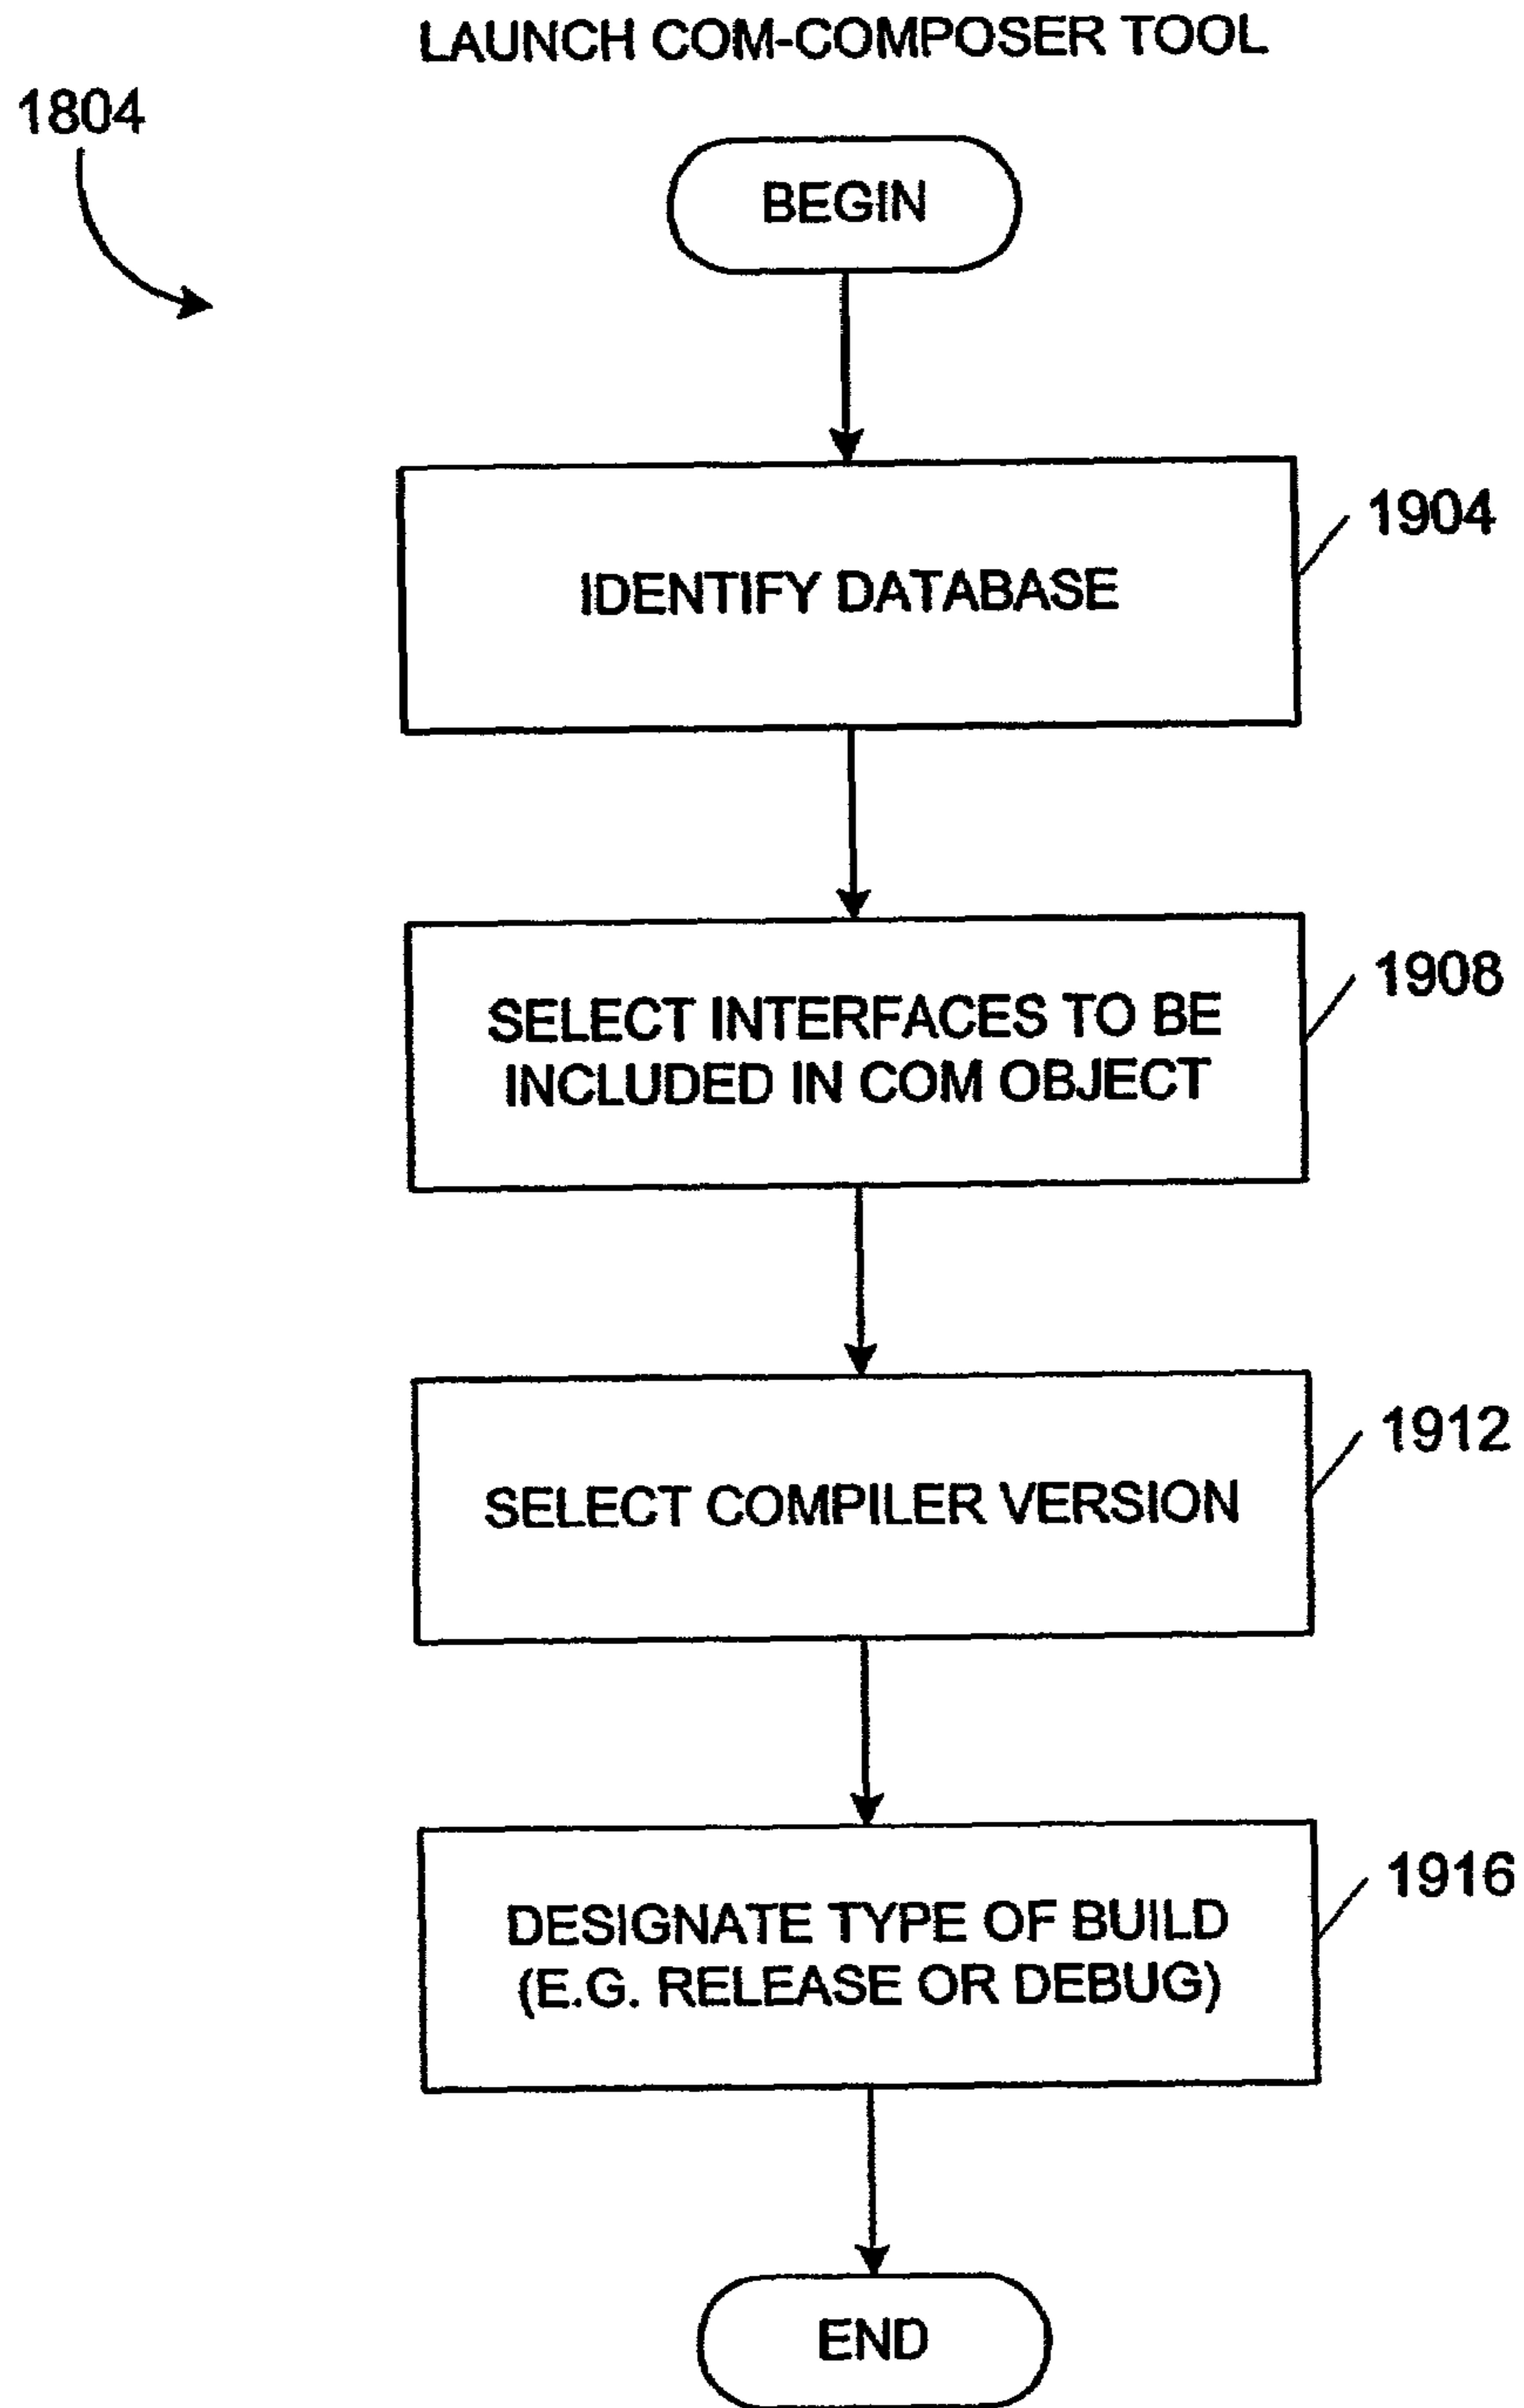 LAUNCH COM-COMPOSER TOOL
1804
BEGIN
IDENTIFY DATABASE
1904
SELECT INTERFACES TO BE
INCLUDED IN COM OBJECT
1908
SELECT COMPILER VERSION
1912
DESIGNATE TYPE OF BUILD
(E.G. RELEASE OR DEBUG)
1916
END